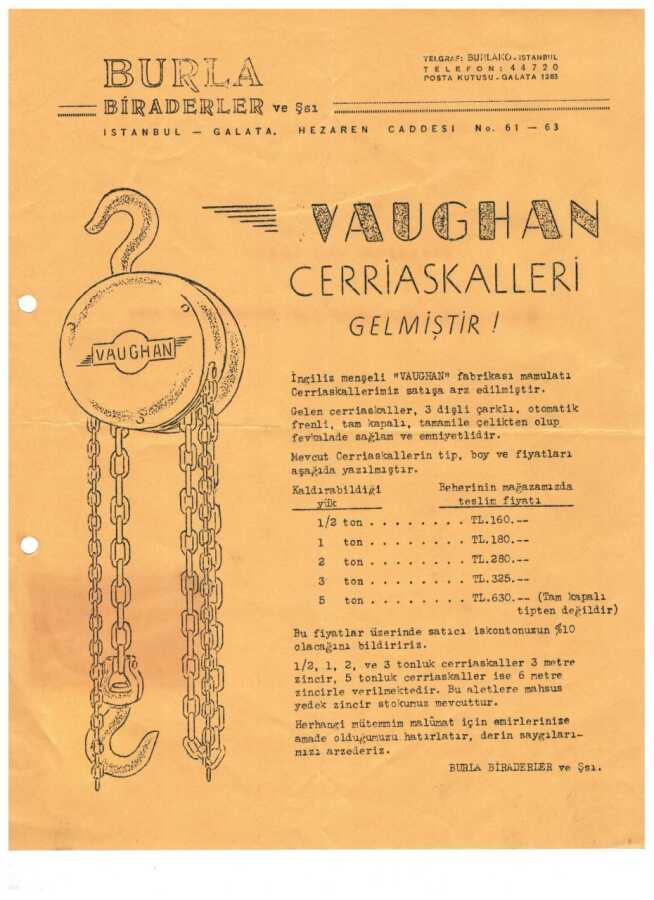 BURLA
BİRADERLER ve Şsı
TELGRAF: BURLAKO - ISTANBUL
TELEFON: 44720
POSTA KUTUSU - GALATA 1283
ISTANBUL — GALATA, HEZAREN CADDESI No. 61 — 63
VAUGHAN
CERRİASKALLERİ
GELMİŞTİR !
VAUGHAN
İngiliz menşeli "VAUGHAN" fabrikası mamulatı
Cerriaskallerimiz satışa arz edilmiştir.
Gelen cerriaskaller, 3 dişli çarklı, otomatik
frenli, tam kapalı, tamamile çelikten olup
fevkalade sağlam ve emniyetlidir.
Mevcut Cerriaskallerin tip, boy ve fiyatları
aşağıda yazılmıştır.
Kaldırabildiği Beherinin mağazamızda
yük teslim fiyatı
1/2 ton . . . . . . . . TL.160.--
1 ton . . . . . . . . TL.180.--
2 ton . . . . . . . . TL.280.--
3 ton . . . . . . . . TL.325.--
5 ton . . . . . . . . TL.630.-- (Tam kapalı
tipten değildir)
Bu fiyatlar üzerinde satıcı iskontonuzun %10
olacağını bildiririz.
1/2, 1, 2, ve 3 tonluk cerriaskaller 3 metre
zincir, 5 tonluk cerriaskaller ise 6 metre
zincirle verilmektedir. Bu aletlere mahsus
yedek zincir stokumuz mevcuttur.
Herhangi mütemmim malûmat için emirlerinize
amade olduğumuzu hatırlatır, derin saygıları-
mızı arzederiz.
BURLA BİRADERLER ve Şsı.